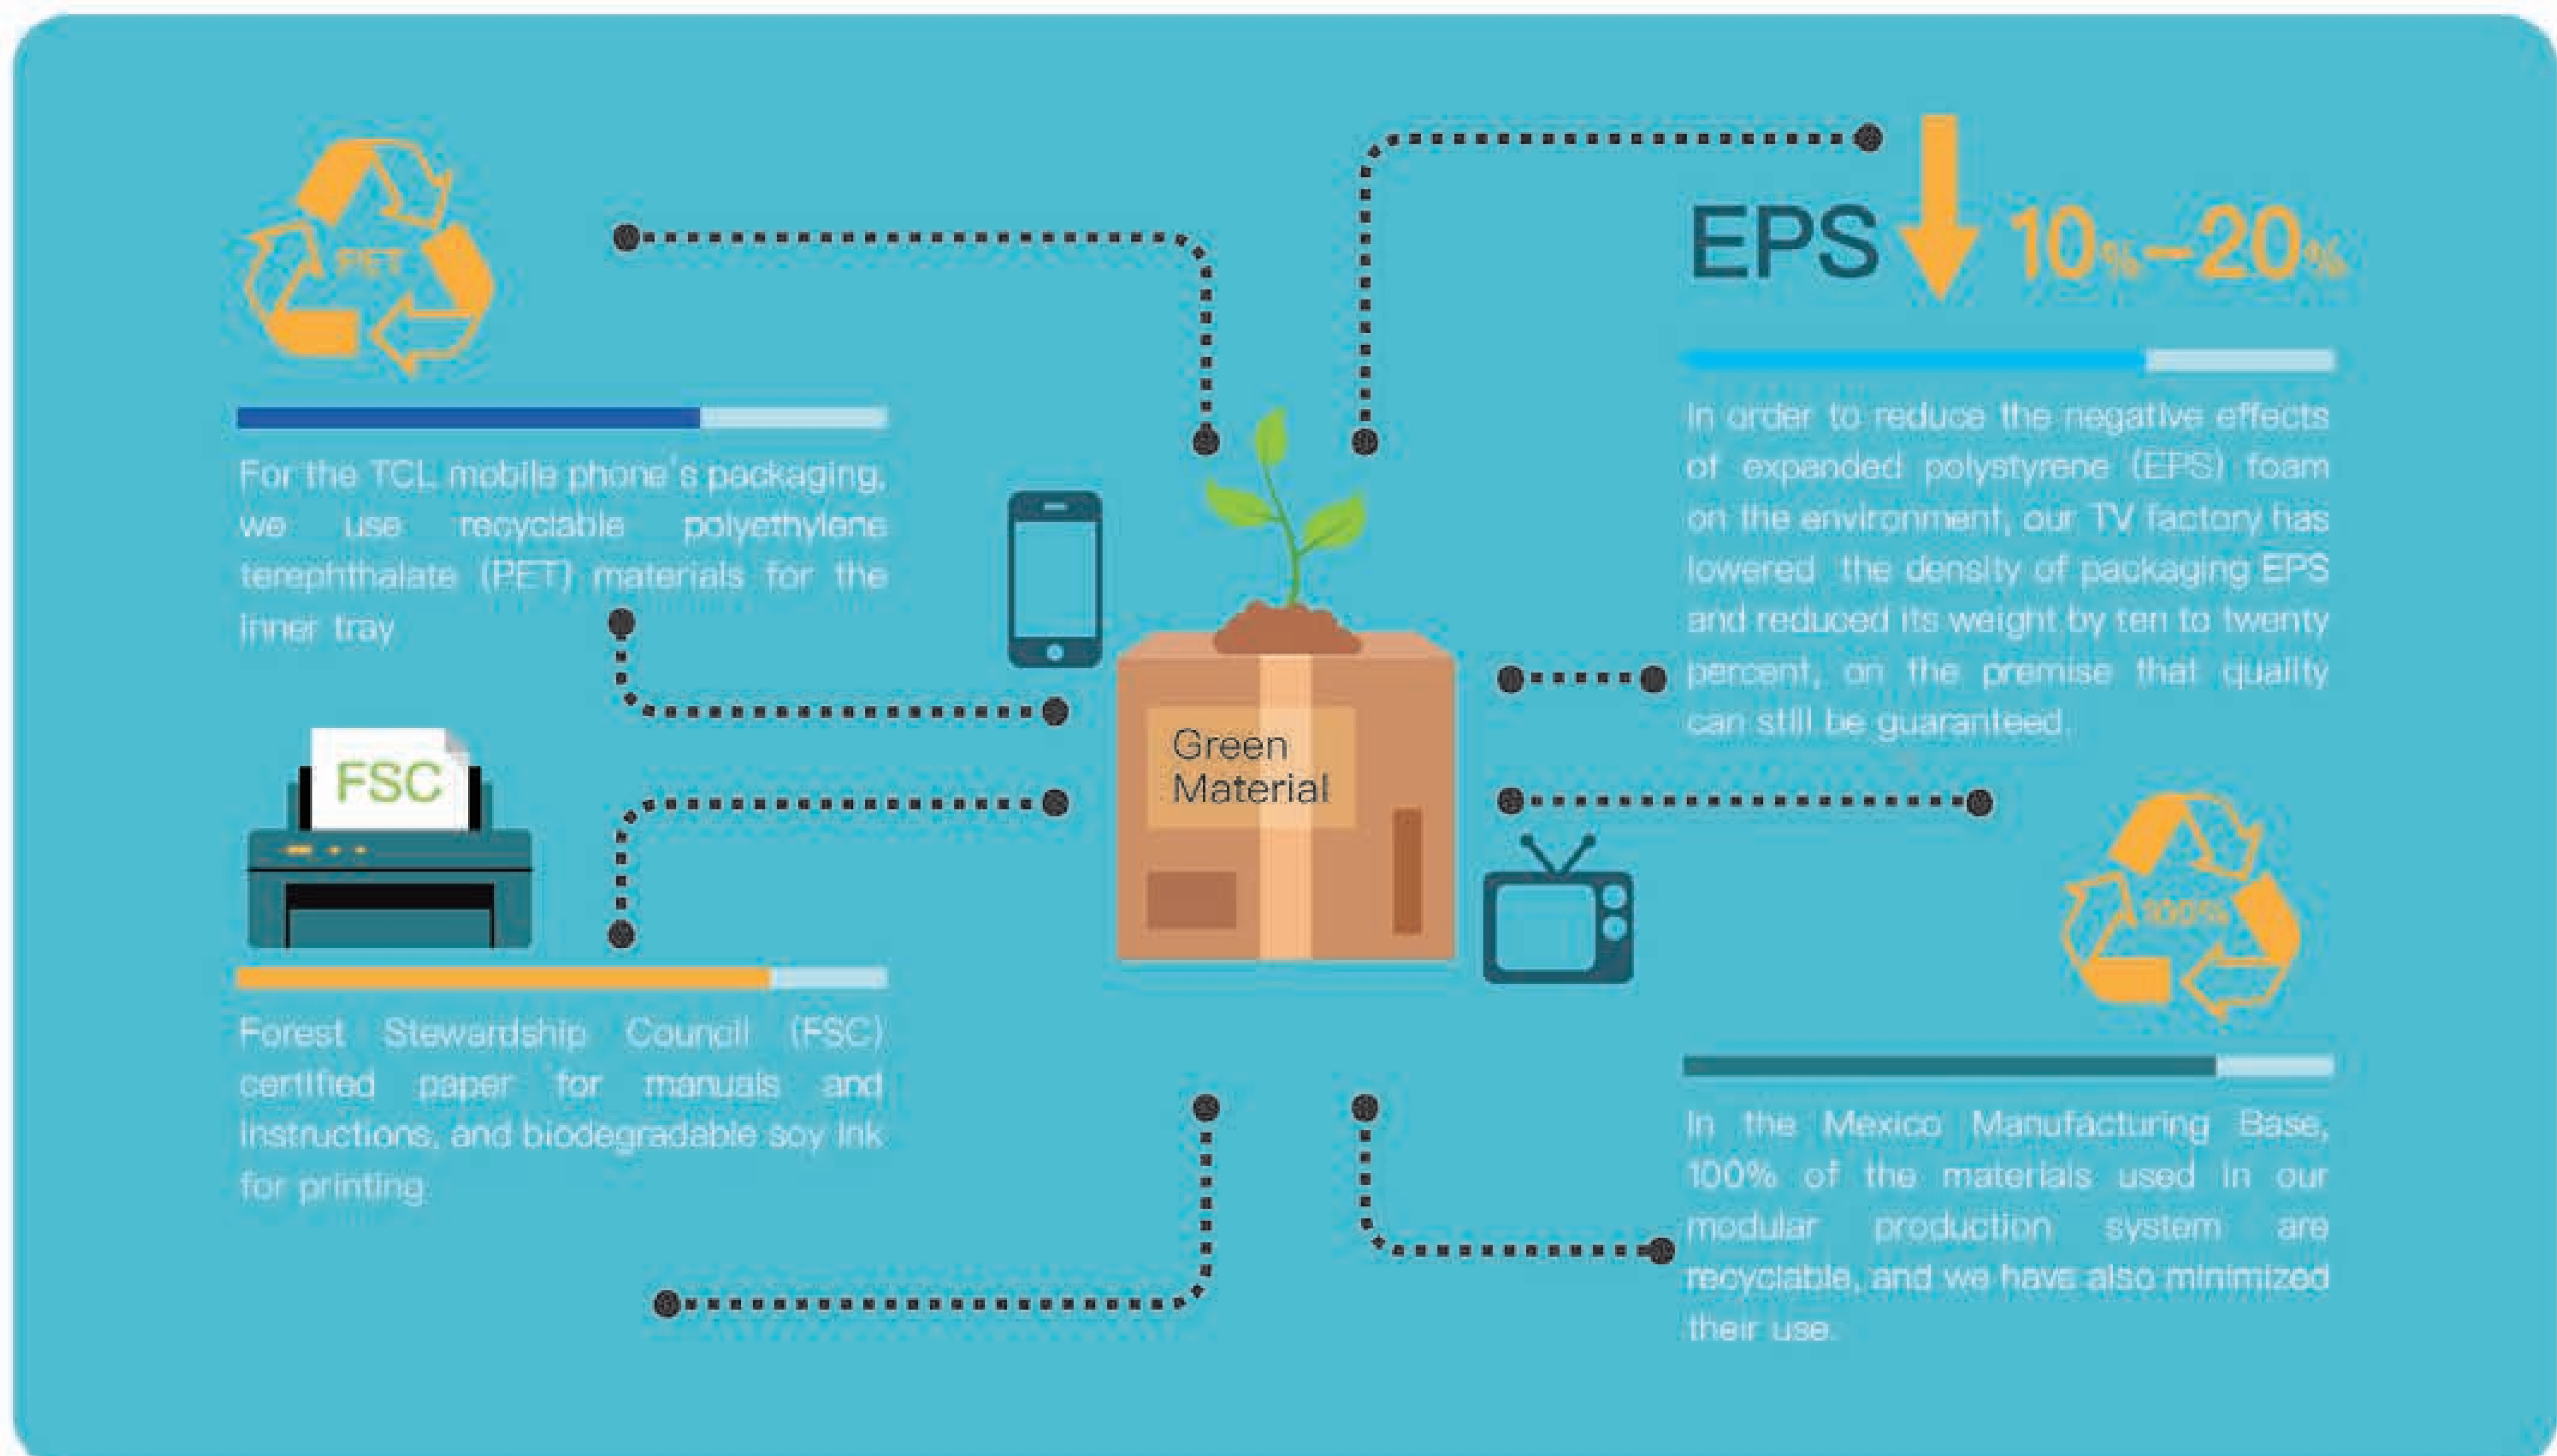 PET
For the TCL mobile phone's packaging,
we use recyclable polyethylene
terephthalate (PET) materials for the
inner tray
FSC
Forest Stewardship Council (FSC)
certified paper for manuals and
instructions, and biodegradable soy ink
for printing
Green
Material
EPS 10%-20%
In order to reduce the negative effects
of expanded polystyrene (EPS) foam
on the environment, our TV factory has
lowered the density of packaging EPS
and reduced its weight by ten to twenty
percent, on the premise that quality
can still be guaranteed.
100%
In the Mexico Manufacturing Base,
100% of the materials used in our
modular production system are
recyclable, and we have also minimized
their use.